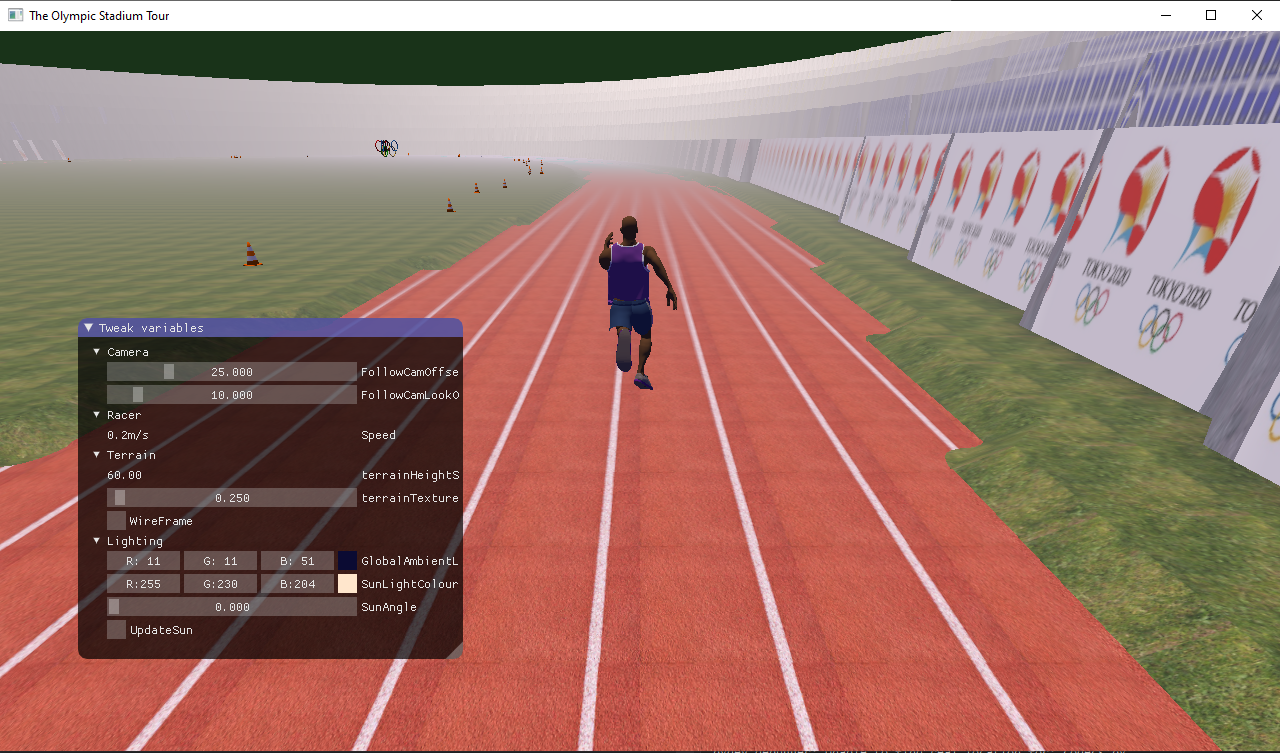 The Olympic Stadium Tour
TOKYO 2020
TOKYO 2020
TO
Tweak variables
Camera
25.000 FollowCamOffse
10.000 FollowCamLookO
Racer
0.2m/s Speed
Terrain
60.00 terrainHeightS
0.250 terrainTexture
WireFrame
Lighting
R: 11 G: 11 B: 51 GlobalAmbientL
R:255 G:230 B:204 SunLightColour
0.000 SunAngle
UpdateSun